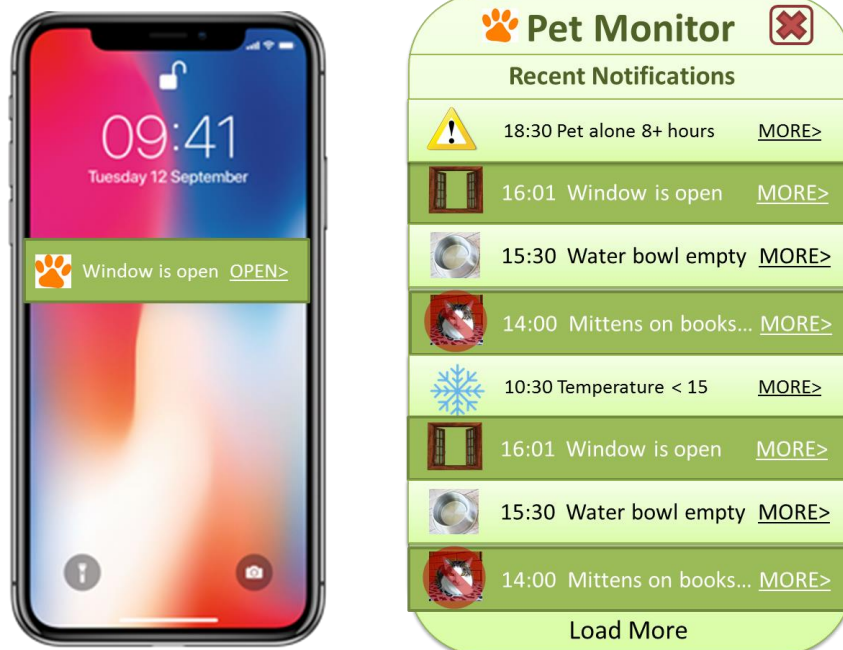 09:41
Tuesday 12 September
Window is open OPEN>
Pet Monitor
Recent Notifications
18:30 Pet alone 8+ hours MORE>
16:01 Window is open MORE>
15:30 Water bowl empty MORE>
14:00 Mittens on books... MORE>
10:30 Temperature < 15 MORE>
16:01 Window is open MORE>
15:30 Water bowl empty MORE>
14:00 Mittens on books... MORE>
Load More